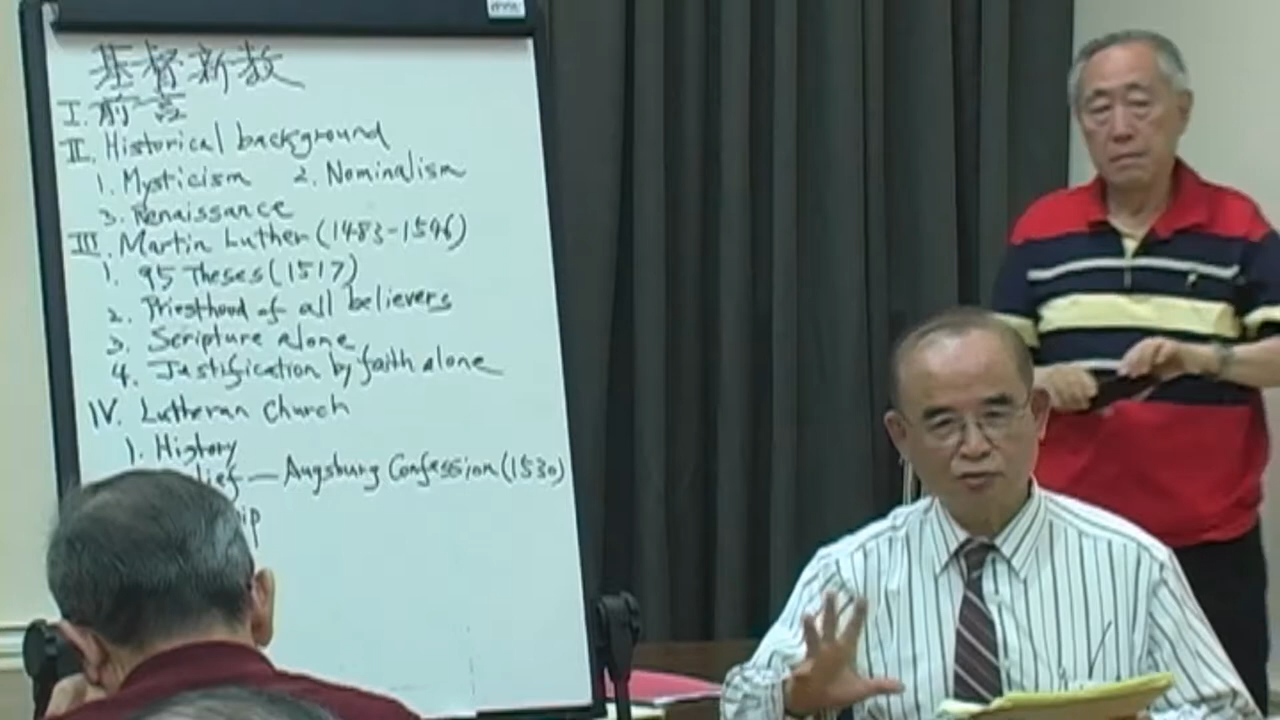 基督新教
I. 前言
II. Historical background
1. Mysticism 2. Nominalism
3. Renaissance
III. Martin Luther (1483-1546)
1. 95 Theses (1517)
2. Priesthood of all believers
3. Scripture alone
4. Justification by faith alone
IV. Lutheran Church
1. History
lief — Augsburg Confession (1530)
ip